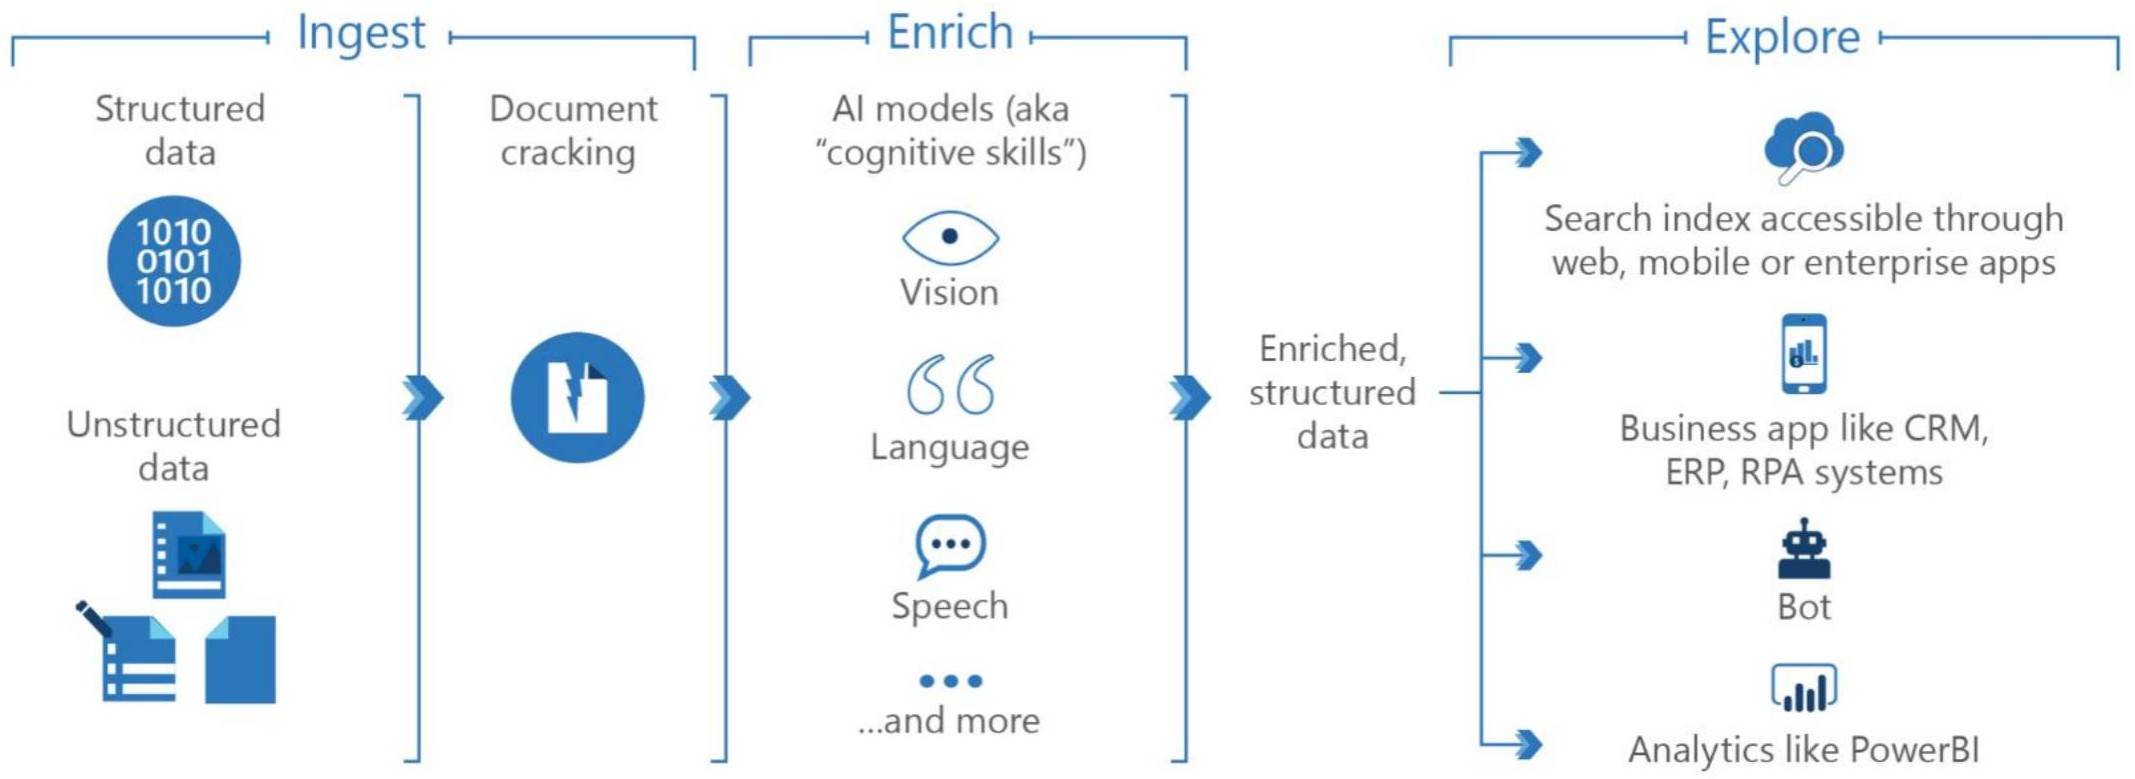 Ingest
Structured
data
1010
0101
1010
Unstructured
data
Document
cracking
Enrich
AI models (aka
“cognitive skills”)
Vision
Language
Speech
...and more
Enriched,
structured
data
Explore
Search index accessible through
web, mobile or enterprise apps
Business app like CRM,
ERP, RPA systems
Bot
Analytics like PowerBI